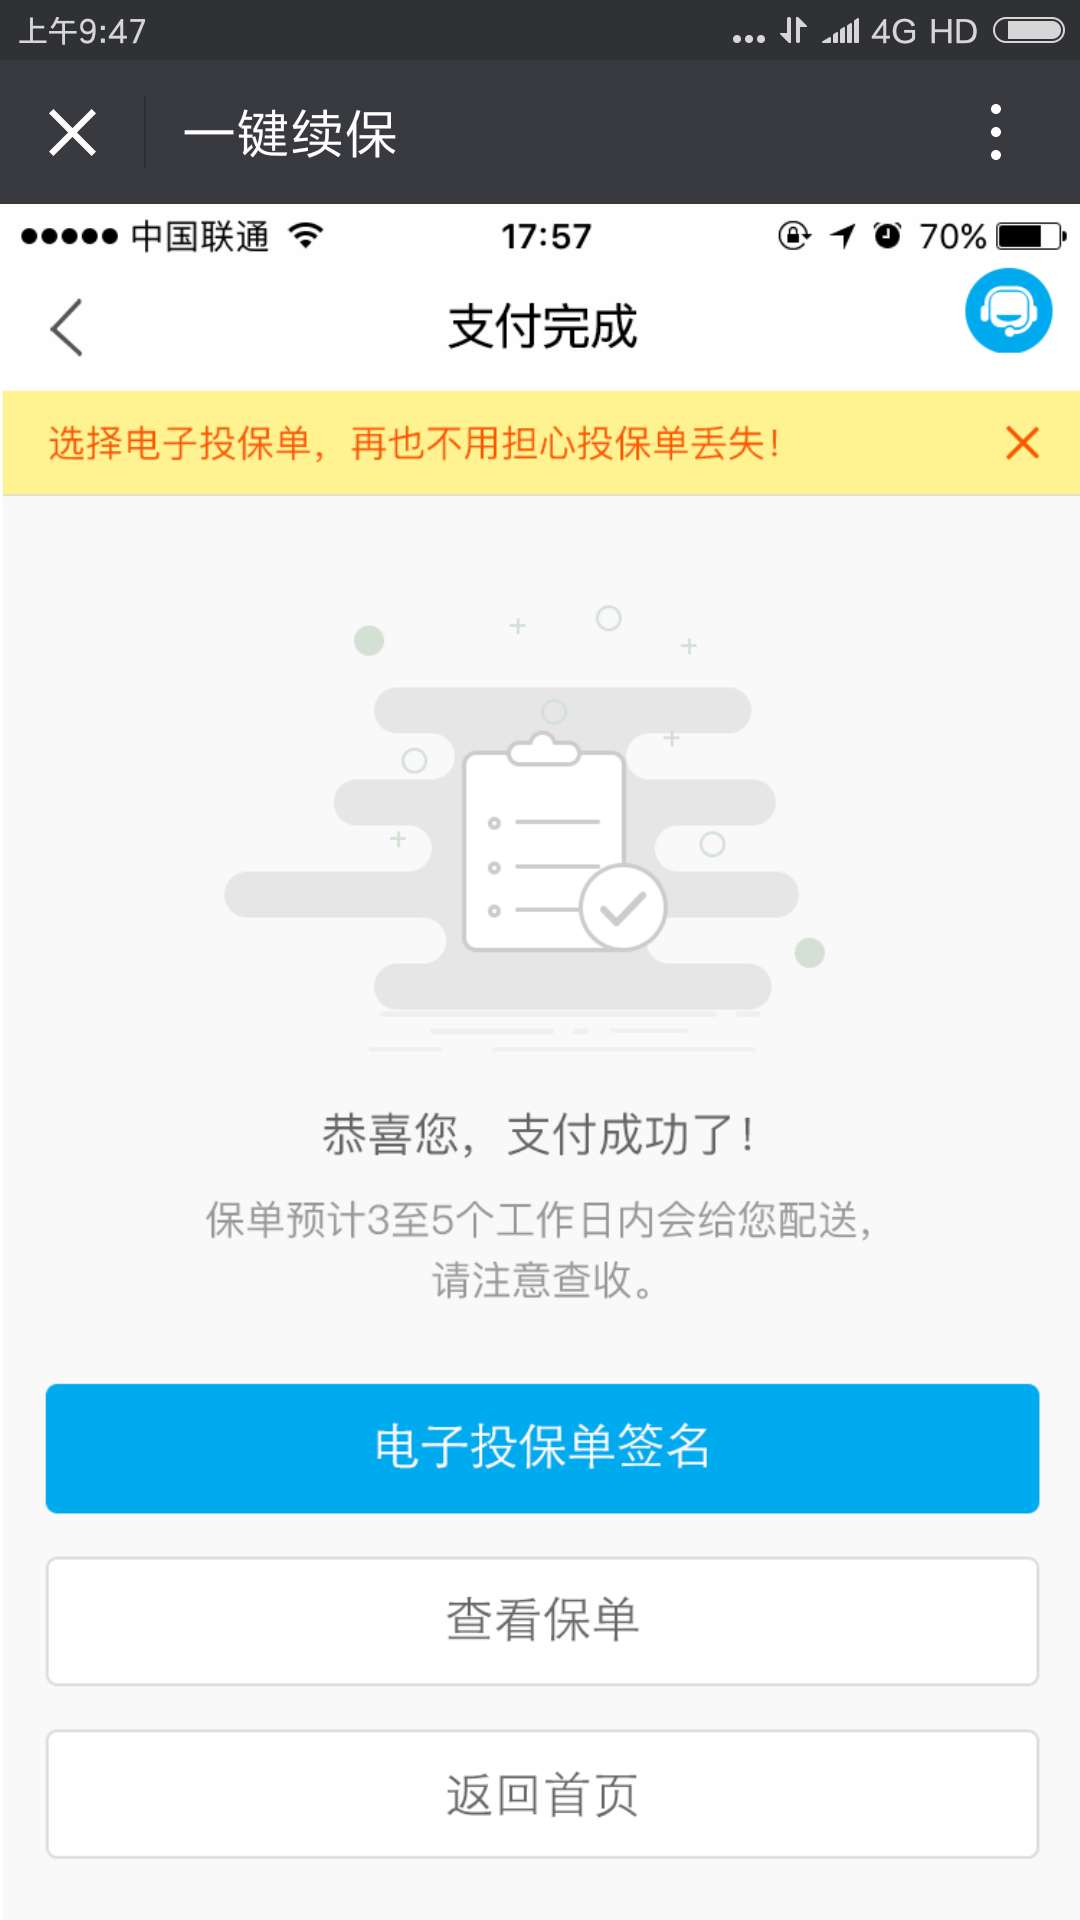 上午9:47
... 4G HD
一键续保
中国联通 17:57 70%
支付完成
选择电子投保单，再也不用担心投保单丢失！
恭喜您，支付成功了！
保单预计3至5个工作日内会给您配送，
请注意查收。
电子投保单签名
查看保单
返回首页